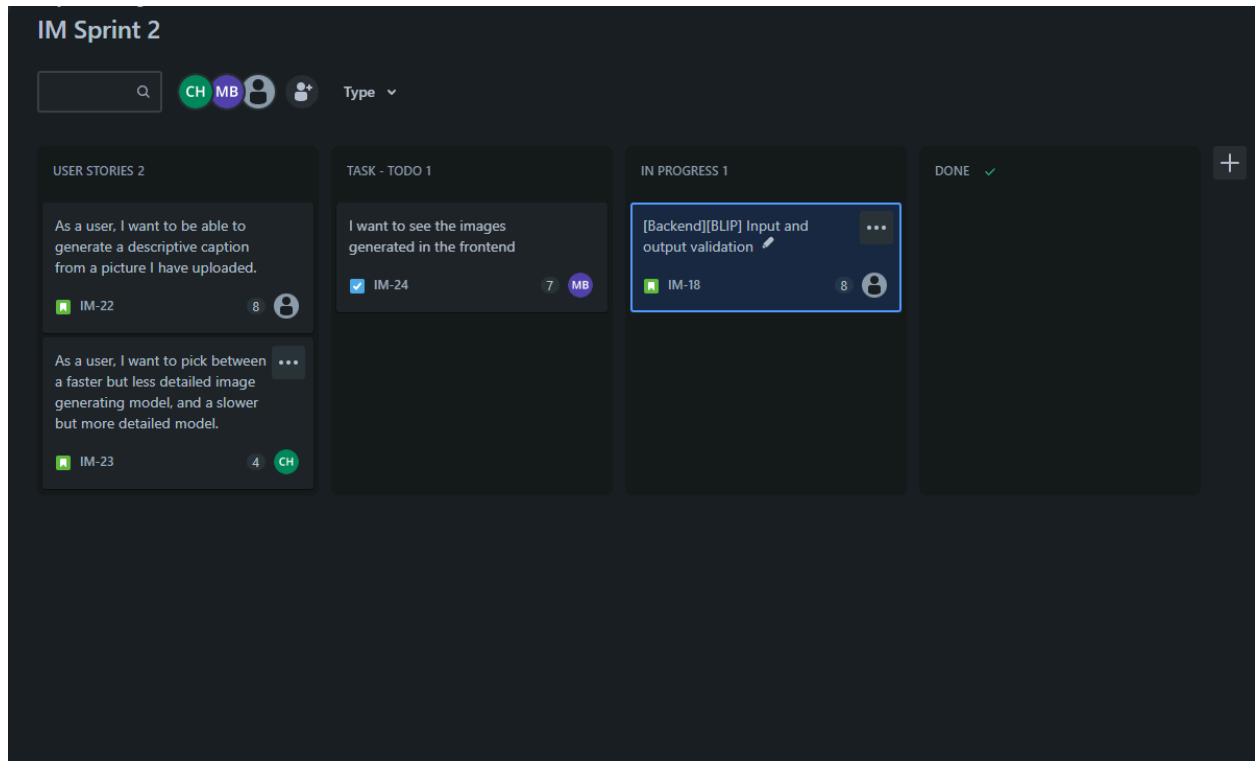 IM Sprint 2
CH MB
Type
USER STORIES 2
As a user, I want to be able to
generate a descriptive caption
from a picture I have uploaded.
IM-22
8
As a user, I want to pick between
a faster but less detailed image
generating model, and a slower
but more detailed model.
IM-23
4 CH
TASK - TODO 1
I want to see the images
generated in the frontend
IM-24
7 MB
IN PROGRESS 1
[Backend][BLIP] Input and
output validation
IM-18
8
DONE